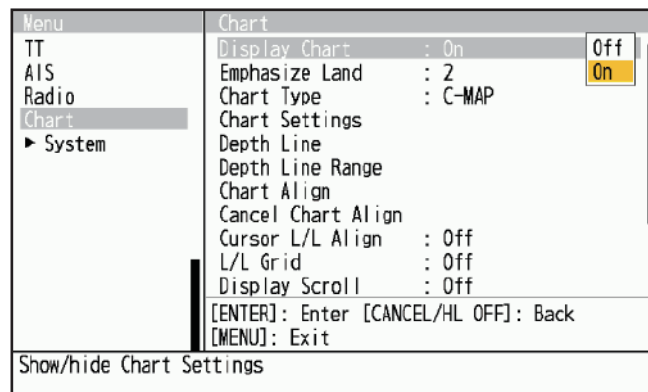 Menu
TT
AIS
Radio
Chart
► System
Chart
Display Chart : On
Emphasize Land : 2
Chart Type : C-MAP
Chart Settings
Depth Line
Depth Line Range
Chart Align
Cancel Chart Align
Cursor L/L Align : Off
L/L Grid : Off
Display Scroll : Off
Off
On
[ENTER]: Enter [CANCEL/HL OFF]: Back
[MENU]: Exit
Show/hide Chart Settings